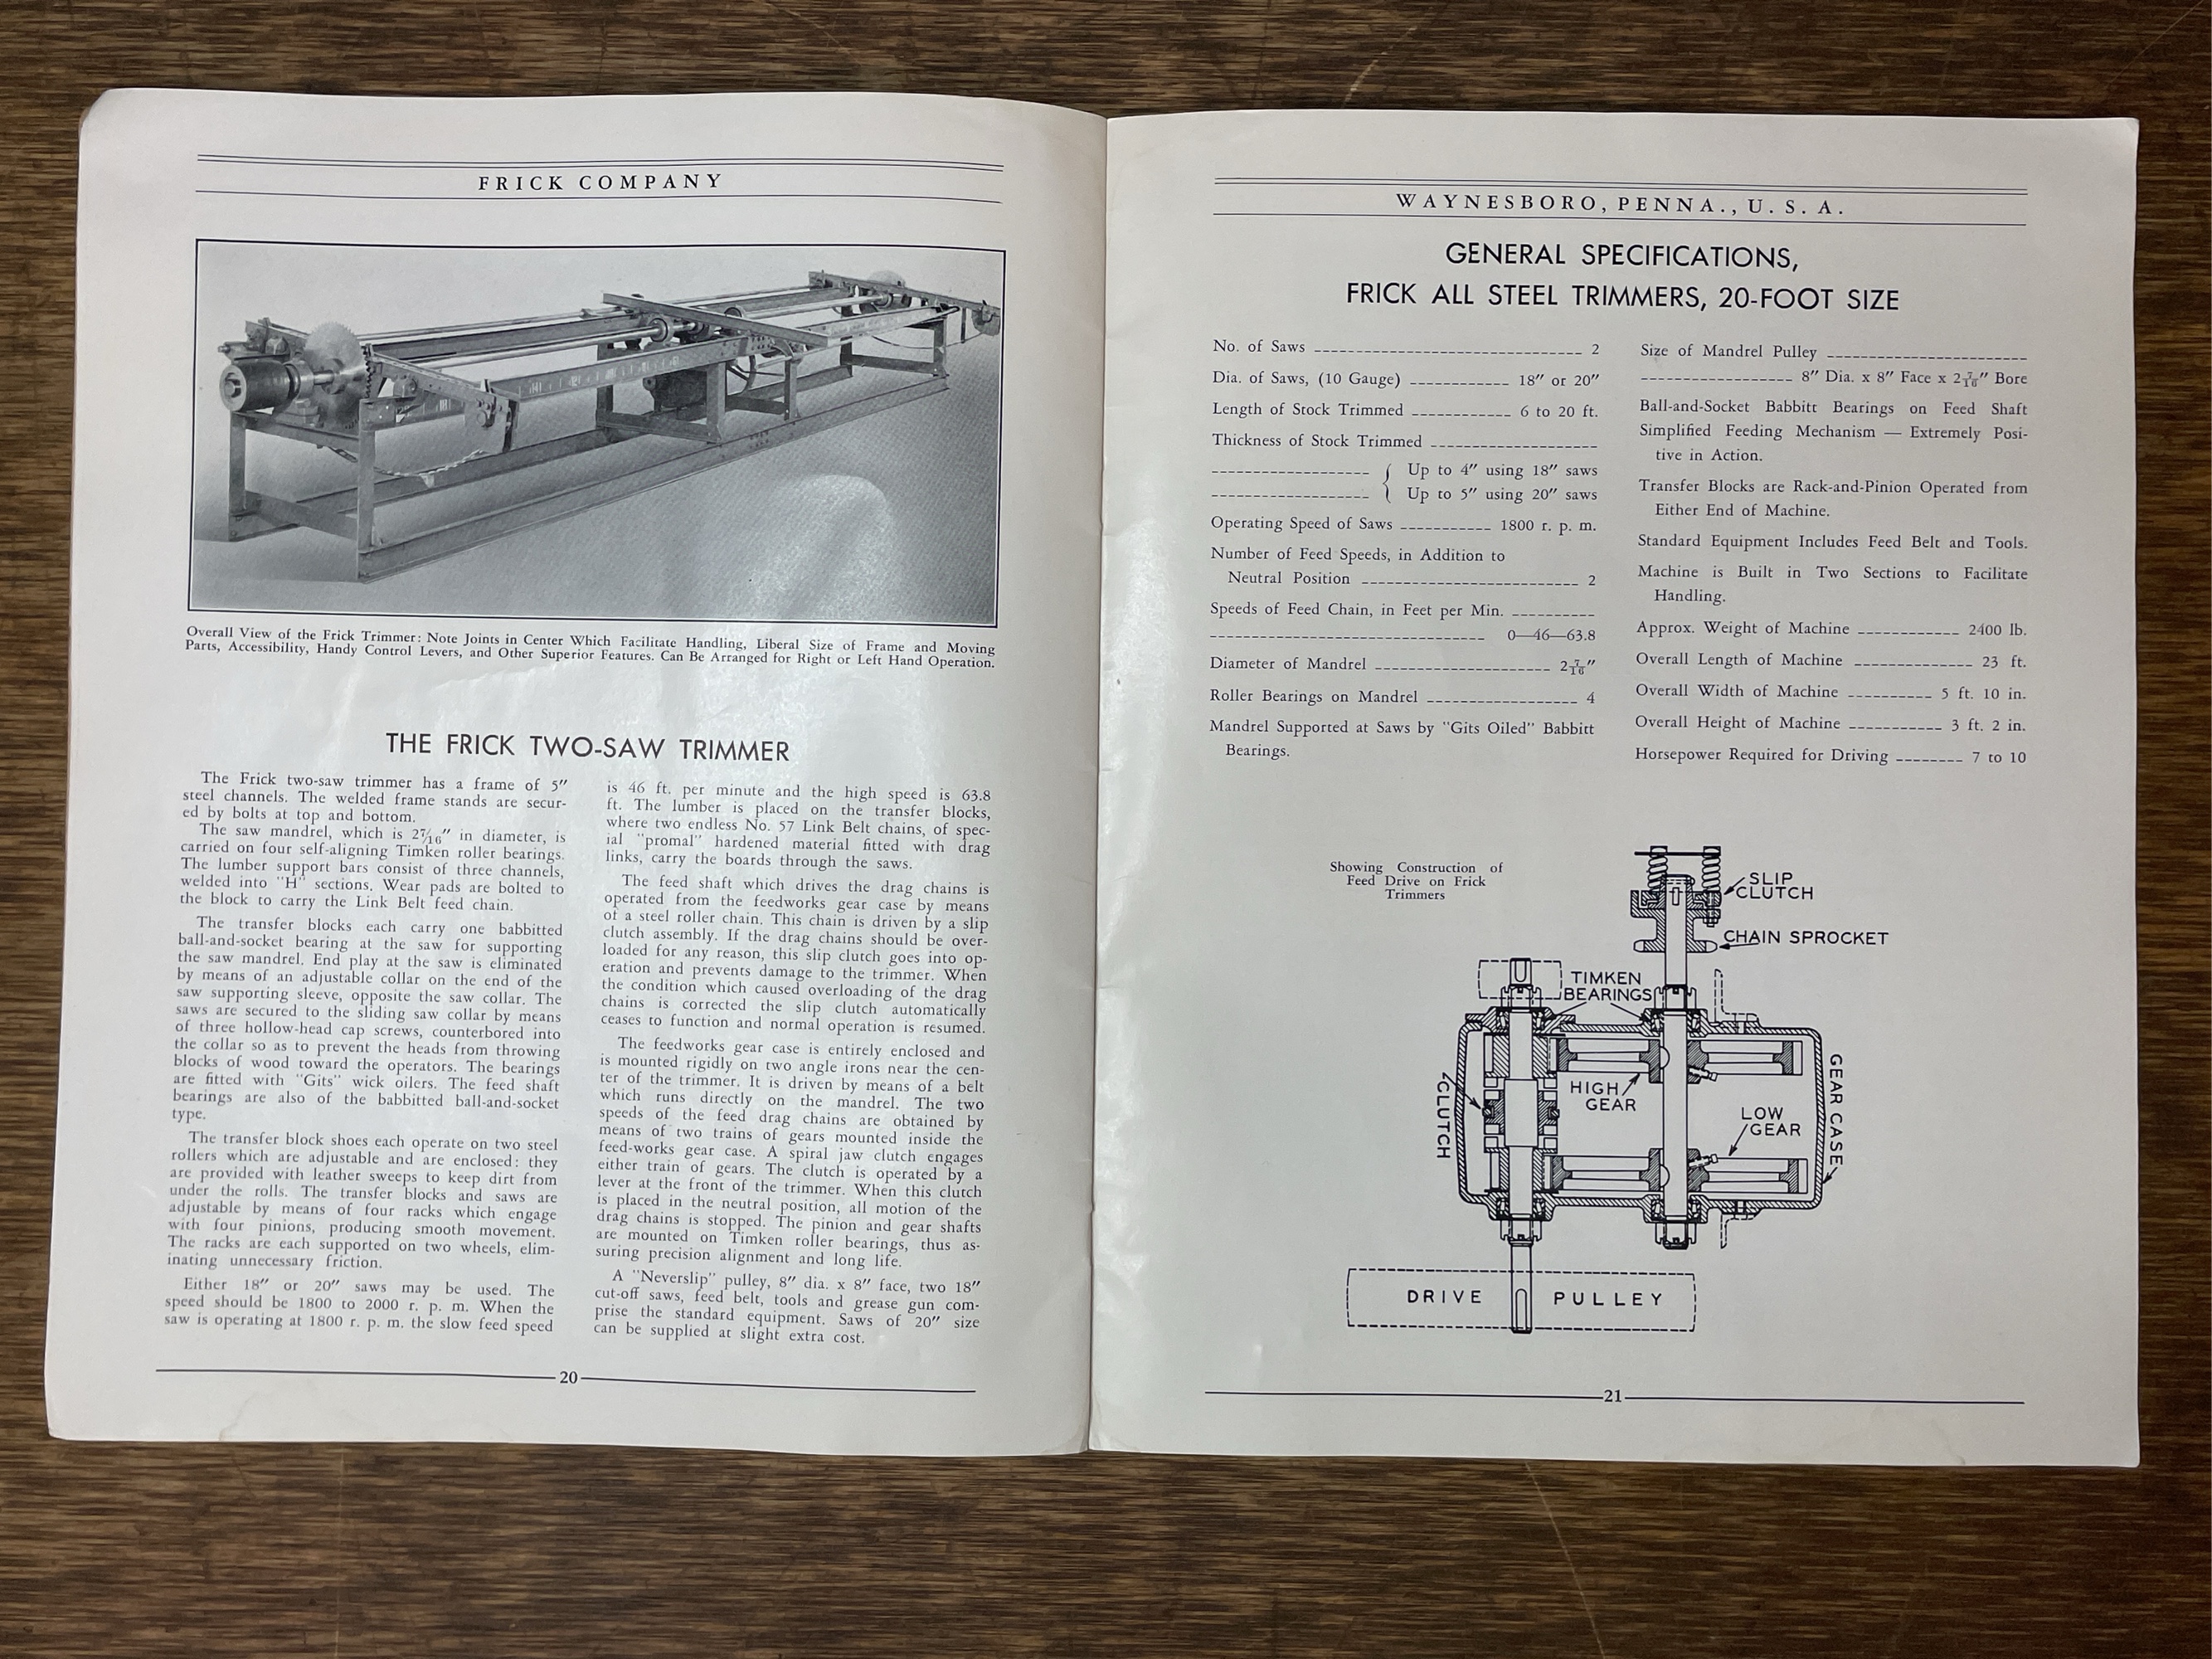 FRICK COMPANY
Overall View of the Frick Trimmer: Note Joints in Center Which Facilitate Handling, Liberal Size of Frame and Moving
Parts, Accessibility, Handy Control Levers, and Other Superior Features. Can Be Arranged for Right or Left Hand Operation.
THE FRICK TWO-SAW TRIMMER
The Frick two-saw trimmer has a frame of 5″
steel channels. The welded frame stands are secur-
ed by bolts at top and bottom.
The saw mandrel, which is 2 7/16″ in diameter, is
carried on four self-aligning Timken roller bearings.
The lumber support bars consist of three channels,
welded into "H" sections. Wear pads are bolted to
the block to carry the Link Belt feed chain.
The transfer blocks each carry one babbitted
ball-and-socket bearing at the saw for supporting
the saw mandrel. End play at the saw is eliminated
by means of an adjustable collar on the end of the
saw supporting sleeve, opposite the saw collar. The
saws are secured to the sliding saw collar by means
of three hollow-head cap screws, counterbored into
the collar so as to prevent the heads from throwing
blocks of wood toward the operators. The bearings
are fitted with "Gits" wick oilers. The feed shaft
bearings are also of the babbitted ball-and-socket
type.
The transfer block shoes each operate on two steel
rollers which are adjustable and are enclosed: they
are provided with leather sweeps to keep dirt from
under the rolls. The transfer blocks and saws are
adjustable by means of four racks which engage
with four pinions, producing smooth movement.
The racks are each supported on two wheels, elim-
inating unnecessary friction.
Either 18″ or 20″ saws may be used. The
speed should be 1800 to 2000 r. p. m. When the
saw is operating at 1800 r. p. m. the slow feed speed
is 46 ft. per minute and the high speed is 63.8
ft. The lumber is placed on the transfer blocks,
where two endless No. 57 Link Belt chains, of spec-
ial "promal" hardened material fitted with drag
links, carry the boards through the saws.
The feed shaft which drives the drag chains is
operated from the feedworks gear case by means
of a steel roller chain. This chain is driven by a slip
clutch assembly. If the drag chains should be over-
loaded for any reason, this slip clutch goes into op-
eration and prevents damage to the trimmer. When
the condition which caused overloading of the drag
chains is corrected the slip clutch automatically
ceases to function and normal operation is resumed.
The feedworks gear case is entirely enclosed and
is mounted rigidly on two angle irons near the cen-
ter of the trimmer. It is driven by means of a belt
which runs directly on the mandrel. The two
speeds of the feed drag chains are obtained by
means of two trains of gears mounted inside the
feed-works gear case. A spiral jaw clutch engages
either train of gears. The clutch is operated by a
lever at the front of the trimmer. When this clutch
is placed in the neutral position, all motion of the
drag chains is stopped. The pinion and gear shafts
are mounted on Timken roller bearings, thus as-
suring precision alignment and long life.
A "Neverslip" pulley, 8″ dia. x 8″ face, two 18″
cut-off saws, feed belt, tools and grease gun com-
prise the standard equipment. Saws of 20″ size
can be supplied at slight extra cost.
20
WAYNESBORO, PENNA., U. S. A.
GENERAL SPECIFICATIONS,
FRICK ALL STEEL TRIMMERS, 20-FOOT SIZE
No. of Saws 2
Dia. of Saws, (10 Gauge) 18″ or 20″
Length of Stock Trimmed 6 to 20 ft.
Thickness of Stock Trimmed
Up to 4″ using 18″ saws
Up to 5″ using 20″ saws
Operating Speed of Saws 1800 r. p. m.
Number of Feed Speeds, in Addition to
Neutral Position 2
Speeds of Feed Chain, in Feet per Min.
0—46—63.8
Diameter of Mandrel 2 7/16″
Roller Bearings on Mandrel 4
Mandrel Supported at Saws by "Gits Oiled" Babbitt
Bearings.
Size of Mandrel Pulley
8″ Dia. x 8″ Face x 2 7/16″ Bore
Ball-and-Socket Babbitt Bearings on Feed Shaft
Simplified Feeding Mechanism — Extremely Posi-
tive in Action.
Transfer Blocks are Rack-and-Pinion Operated from
Either End of Machine.
Standard Equipment Includes Feed Belt and Tools.
Machine is Built in Two Sections to Facilitate
Handling.
Approx. Weight of Machine 2400 lb.
Overall Length of Machine 23 ft.
Overall Width of Machine 5 ft. 10 in.
Overall Height of Machine 3 ft. 2 in.
Horsepower Required for Driving 7 to 10
Showing Construction of
Feed Drive on Frick
Trimmers
SLIP
CLUTCH
CHAIN SPROCKET
TIMKEN
BEARINGS
CLUTCH
HIGH
GEAR
LOW
GEAR
GEAR CASE
DRIVE PULLEY
21